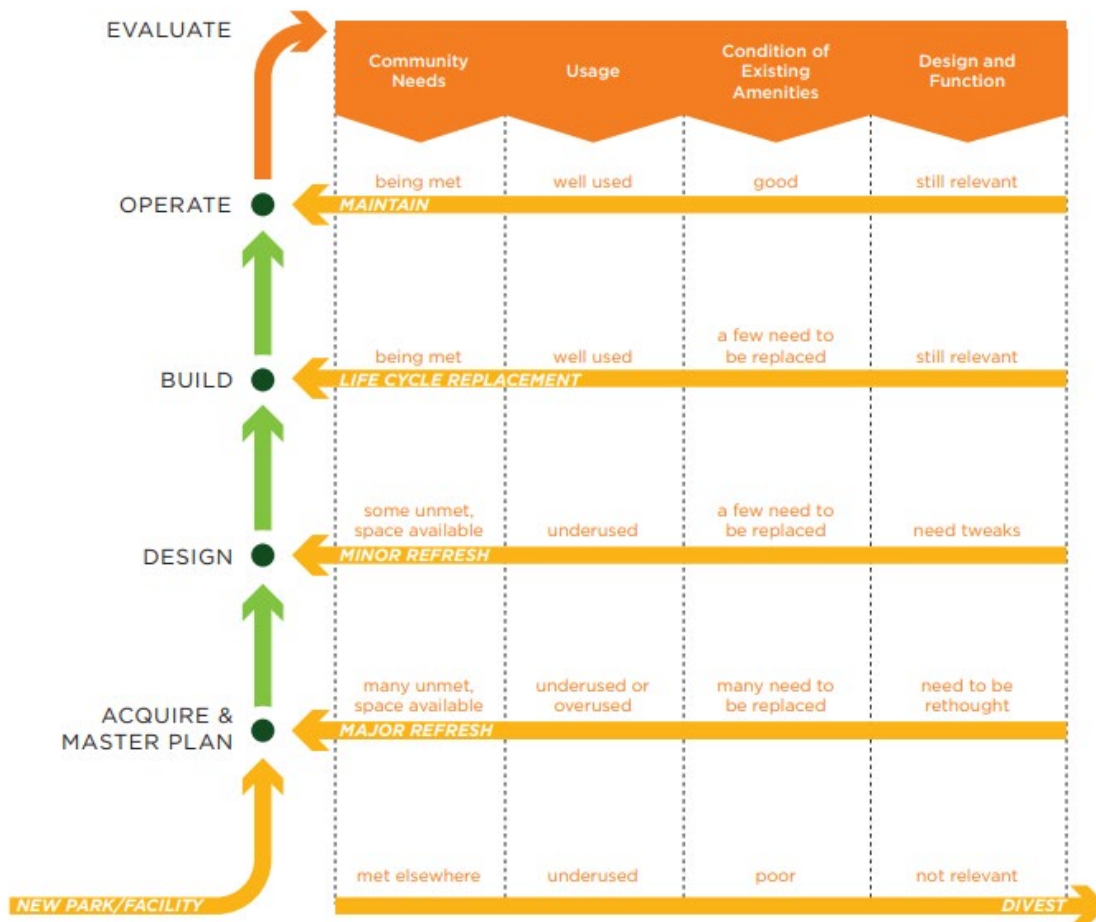 EVALUATE
Community
Needs
Usage
Condition of
Existing
Amenities
Design and
Function
OPERATE
being met
well used
good
still relevant
MAINTAIN
BUILD
being met
well used
a few need to
be replaced
still relevant
LIFE CYCLE REPLACEMENT
DESIGN
some unmet,
space available
underused
a few need to
be replaced
need tweaks
MINOR REFRESH
ACQUIRE &
MASTER PLAN
many unmet,
space available
underused or
overused
many need to
be replaced
need to be
rethought
MAJOR REFRESH
met elsewhere
underused
poor
not relevant
NEW PARK/FACILITY
DIVEST